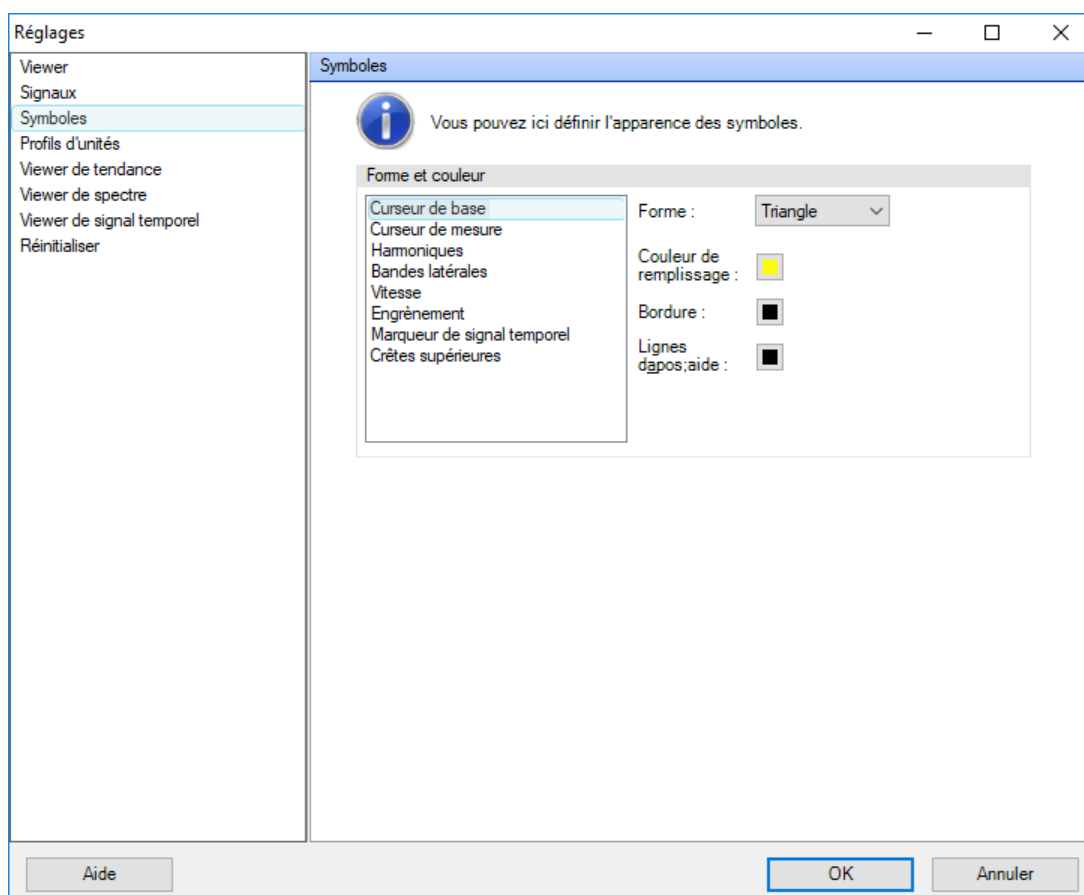 Réglages
Viewer
Signaux
Symboles
Profils d'unités
Viewer de tendance
Viewer de spectre
Viewer de signal temporel
Réinitialiser
Symboles
Vous pouvez ici définir l'apparence des symboles.
Forme et couleur
Curseur de base
Curseur de mesure
Harmoniques
Bandes latérales
Vitesse
Engrènement
Marqueur de signal temporel
Crêtes supérieures
Forme :
Triangle
Couleur de
remplissage :
Bordure :
Lignes
dapos;aide :
Aide
OK
Annuler